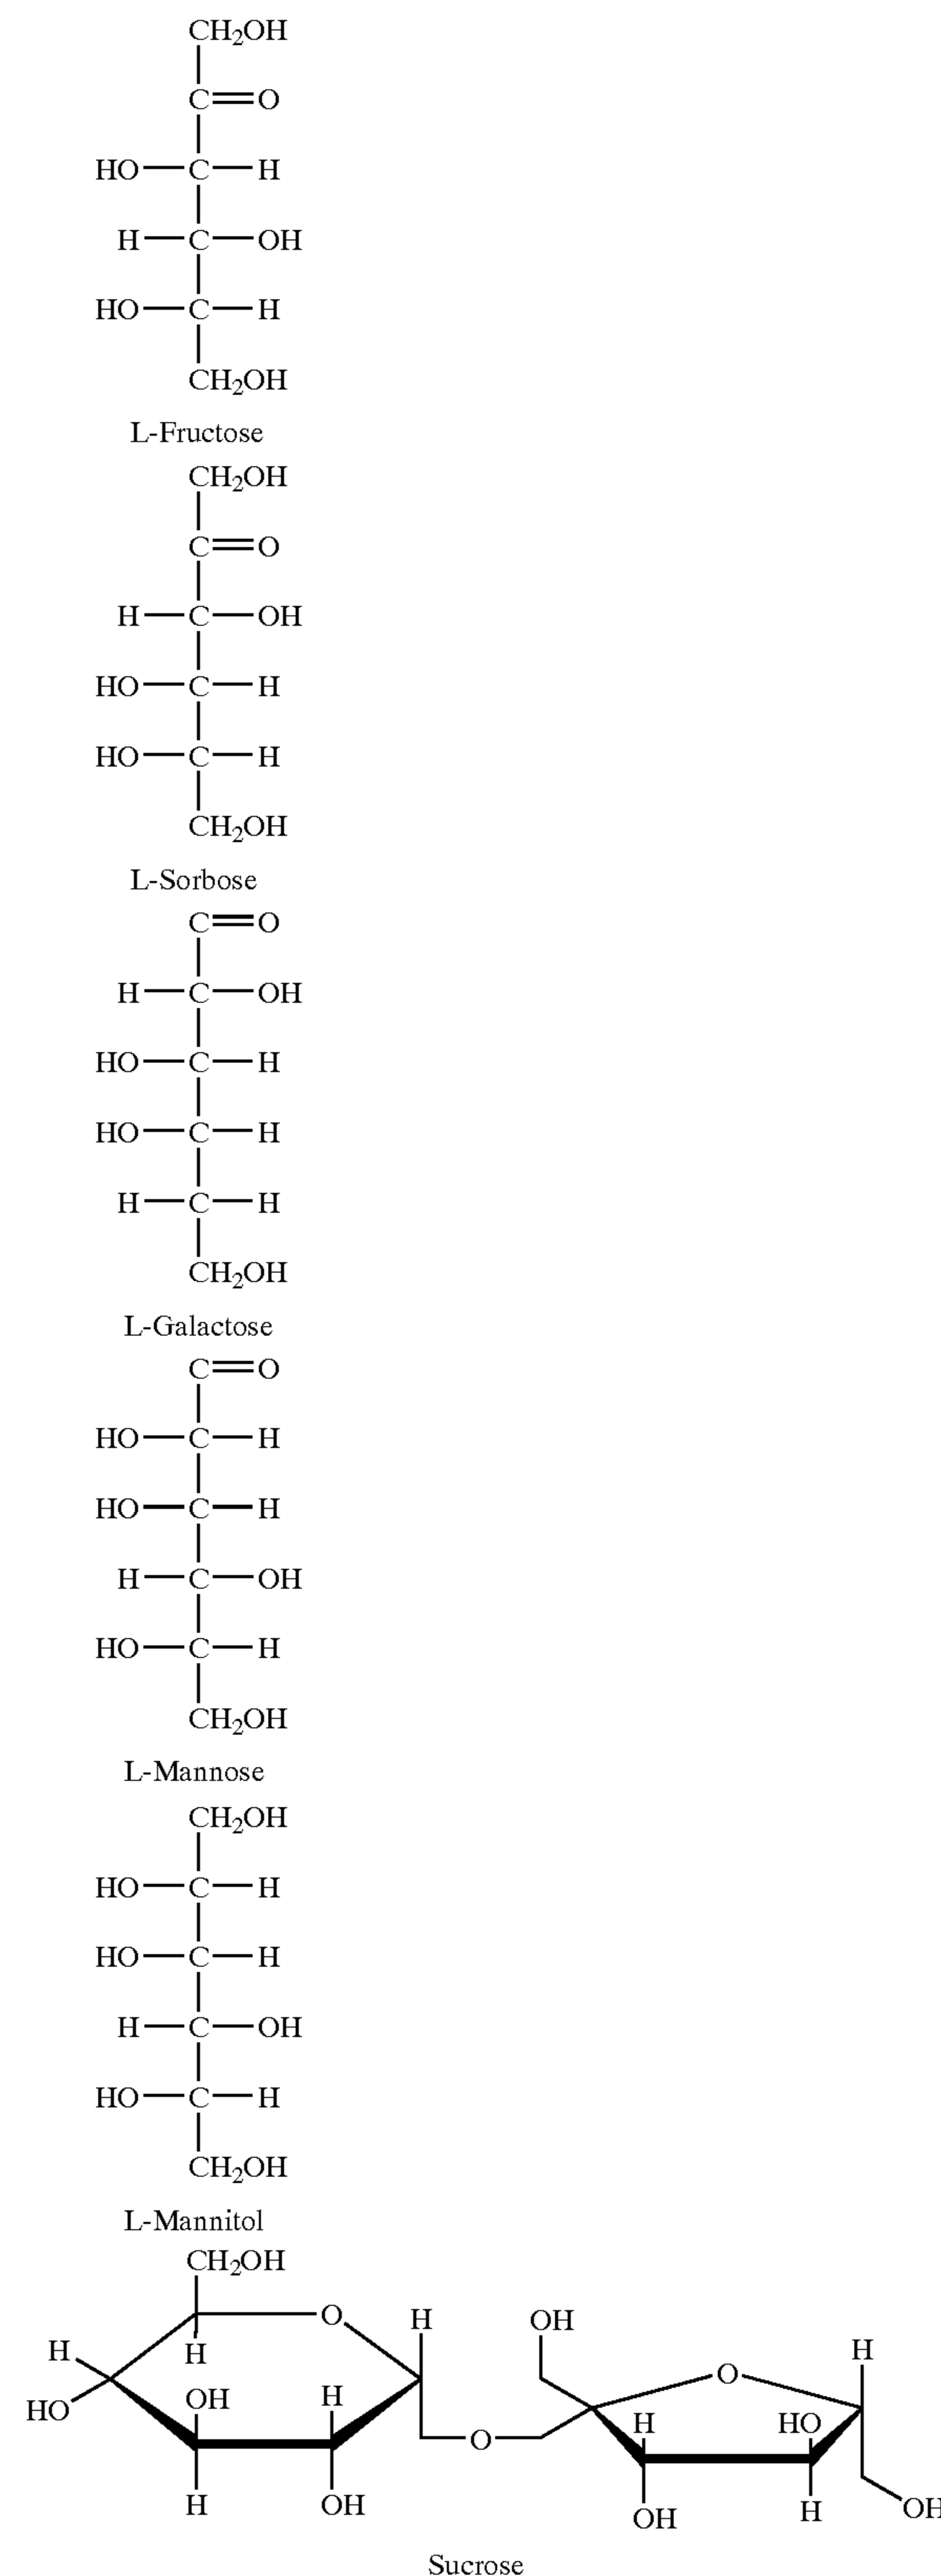 CH2OH
C=O
HO—C—H
H—C—OH
HO—C—H
CH2OH
L-Fructose
CH2OH
C=O
H—C—OH
HO—C—H
HO—C—H
CH2OH
L-Sorbose
C=O
H—C—OH
HO—C—H
HO—C—H
H—C—H
CH2OH
L-Galactose
C=O
HO—C—H
HO—C—H
H—C—OH
HO—C—H
CH2OH
L-Mannose
CH2OH
HO—C—H
HO—C—H
H—C—OH
HO—C—H
CH2OH
L-Mannitol
CH2OH
O H OH H
H H O
HO OH H H HO
O
H OH OH H OH
Sucrose